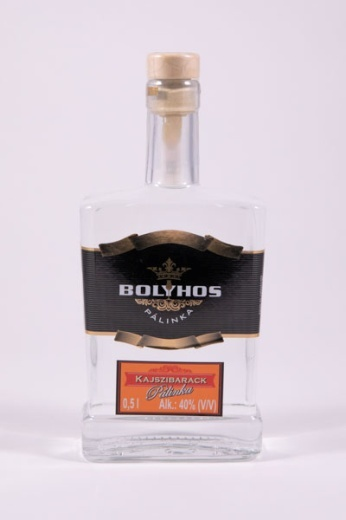 BOLYHOS
PÁLINKA
KAJSZIBARACK
Pálinka
0,5 l Alk.: 40% (V/V)